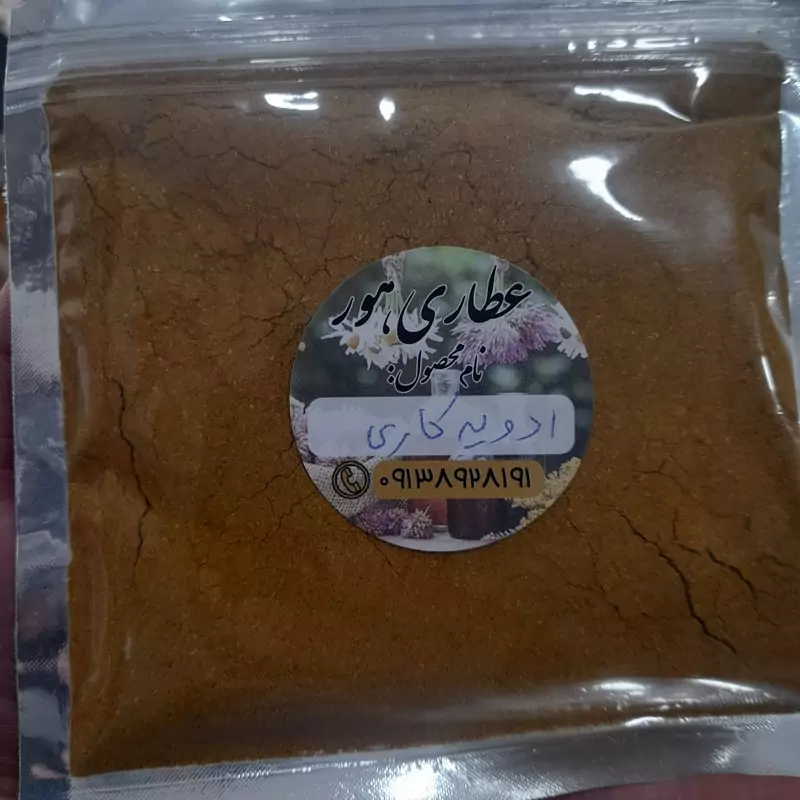 عطاری هور
نام محصول:
ادویه کاری
۰۹۱۳۸۹۲۸۱۹۱